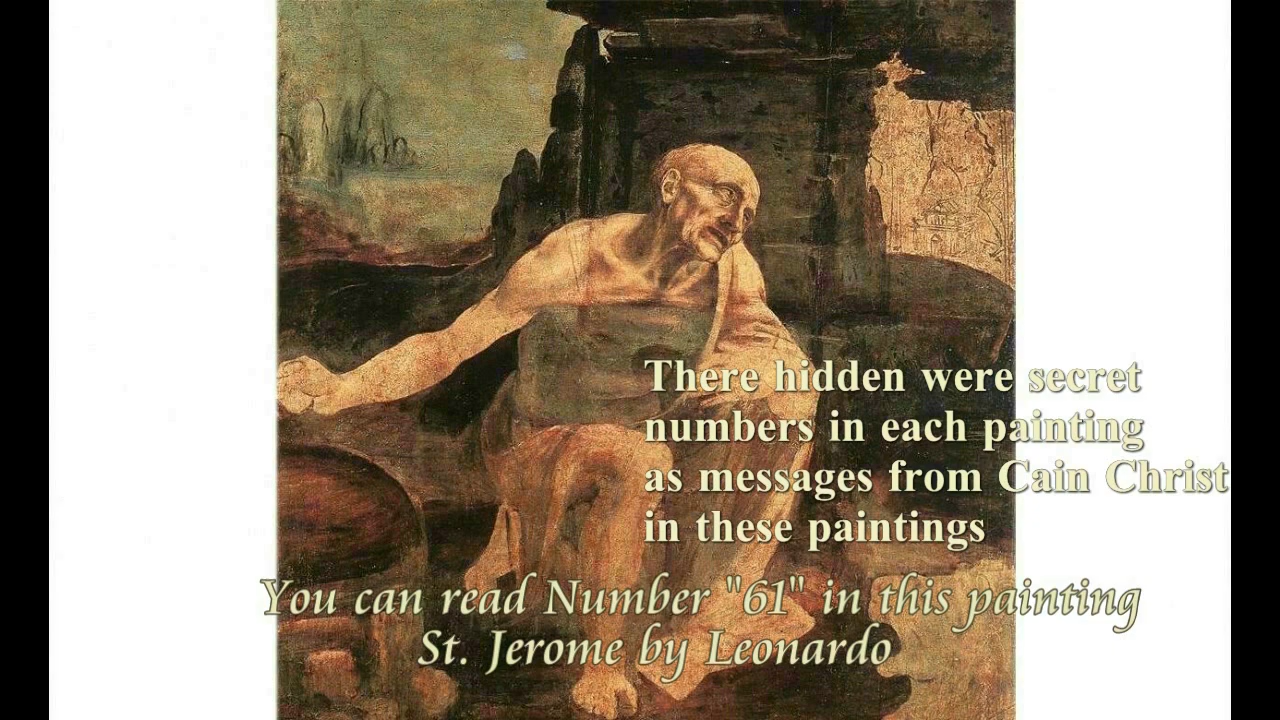 There hidden were secret
numbers in each painting
as messages from Cain Christ
in these paintings
You can read Number "61" in this painting
St. Jerome by Leonardo